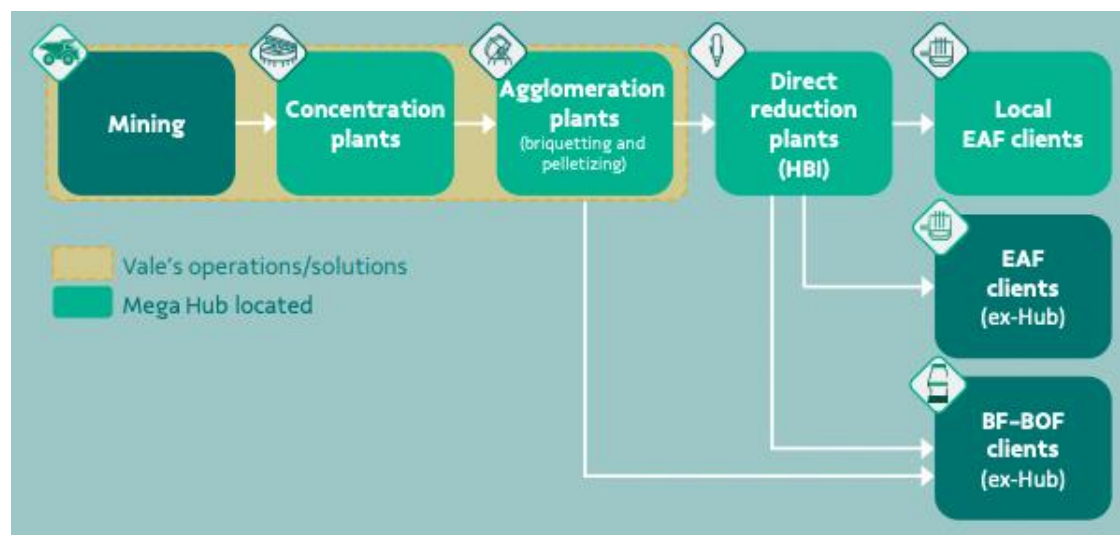 Mining
Concentration
plants
Agglomeration
plants
(briquetting and
pelletizing)
Direct
reduction
plants
(HBI)
Local
EAF clients
EAF
clients
(ex-Hub)
BF-BOF
clients
(ex-Hub)
Vale's operations/solutions
Mega Hub located